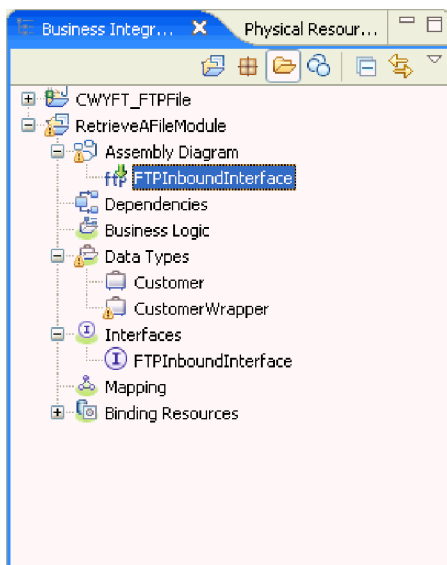 Business Integr... Physical Resour...
CWYFT_FTPFile
RetrieveAFileModule
Assembly Diagram
ftp FTPInboundInterface
Dependencies
Business Logic
Data Types
Customer
CustomerWrapper
Interfaces
I FTPInboundInterface
Mapping
Binding Resources